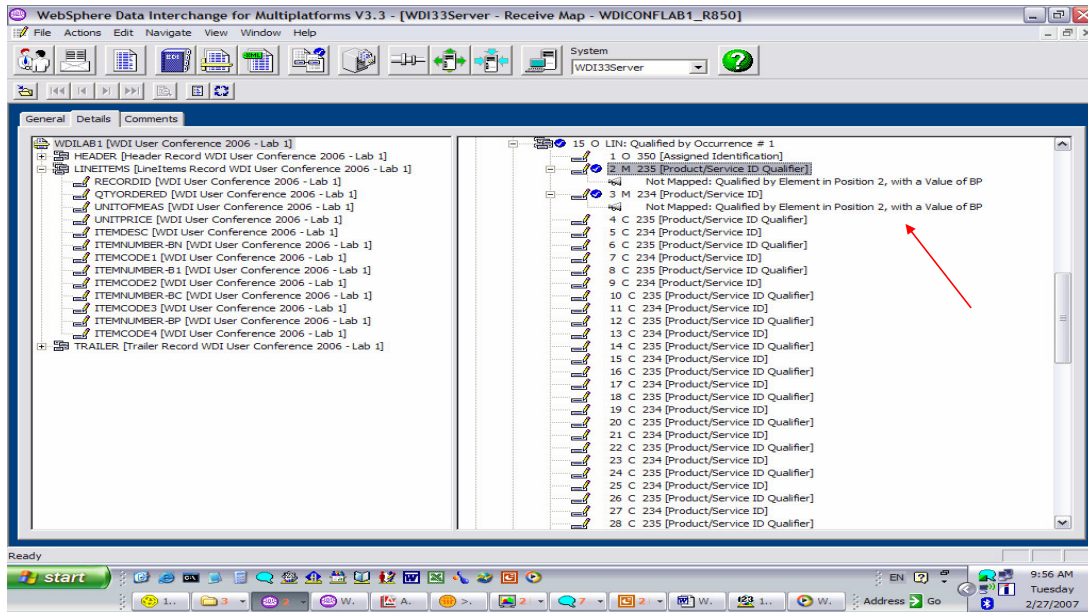 WebSphere Data Interchange for Multiplatforms V3.3 - [WDI33Server - Receive Map - WDICONFLAB1_R850]
File Actions Edit Navigate View Window Help
System
WDI33Server
General Details Comments
WDILAB1 [WDI User Conference 2006 - Lab 1]
HEADER [Header Record WDI User Conference 2006 - Lab 1]
LINEITEMS [LineItems Record WDI User Conference 2006 - Lab 1]
RECORDID [WDI User Conference 2006 - Lab 1]
QTYORDERED [WDI User Conference 2006 - Lab 1]
UNITOFMEAS [WDI User Conference 2006 - Lab 1]
UNITPRICE [WDI User Conference 2006 - Lab 1]
ITEMDESC [WDI User Conference 2006 - Lab 1]
ITEMNUMBER-BN [WDI User Conference 2006 - Lab 1]
ITEMCODE1 [WDI User Conference 2006 - Lab 1]
ITEMNUMBER-B1 [WDI User Conference 2006 - Lab 1]
ITEMCODE2 [WDI User Conference 2006 - Lab 1]
ITEMNUMBER-BC [WDI User Conference 2006 - Lab 1]
ITEMCODE3 [WDI User Conference 2006 - Lab 1]
ITEMNUMBER-BP [WDI User Conference 2006 - Lab 1]
ITEMCODE4 [WDI User Conference 2006 - Lab 1]
TRAILER [Trailer Record WDI User Conference 2006 - Lab 1]
15 O LIN: Qualified by Occurrence # 1
1 O 350 [Assigned Identification]
2 M 235 [Product/Service ID Qualifier]
Not Mapped: Qualified by Element in Position 2, with a Value of BP
3 M 234 [Product/Service ID]
Not Mapped: Qualified by Element in Position 2, with a Value of BP
4 C 235 [Product/Service ID Qualifier]
5 C 234 [Product/Service ID]
6 C 235 [Product/Service ID Qualifier]
7 C 234 [Product/Service ID]
8 C 235 [Product/Service ID Qualifier]
9 C 234 [Product/Service ID]
10 C 235 [Product/Service ID Qualifier]
11 C 234 [Product/Service ID]
12 C 235 [Product/Service ID Qualifier]
13 C 234 [Product/Service ID]
14 C 235 [Product/Service ID Qualifier]
15 C 234 [Product/Service ID]
16 C 235 [Product/Service ID Qualifier]
17 C 234 [Product/Service ID]
18 C 235 [Product/Service ID Qualifier]
19 C 234 [Product/Service ID]
20 C 235 [Product/Service ID Qualifier]
21 C 234 [Product/Service ID]
22 C 235 [Product/Service ID Qualifier]
23 C 234 [Product/Service ID]
24 C 235 [Product/Service ID Qualifier]
25 C 234 [Product/Service ID]
26 C 235 [Product/Service ID Qualifier]
27 C 234 [Product/Service ID]
28 C 235 [Product/Service ID Qualifier]
Ready
start
EN
9:56 AM
1.. 3 2 W. A. >. 2 7 2 W. 1.. W. Address Go
Tuesday
2/27/2007